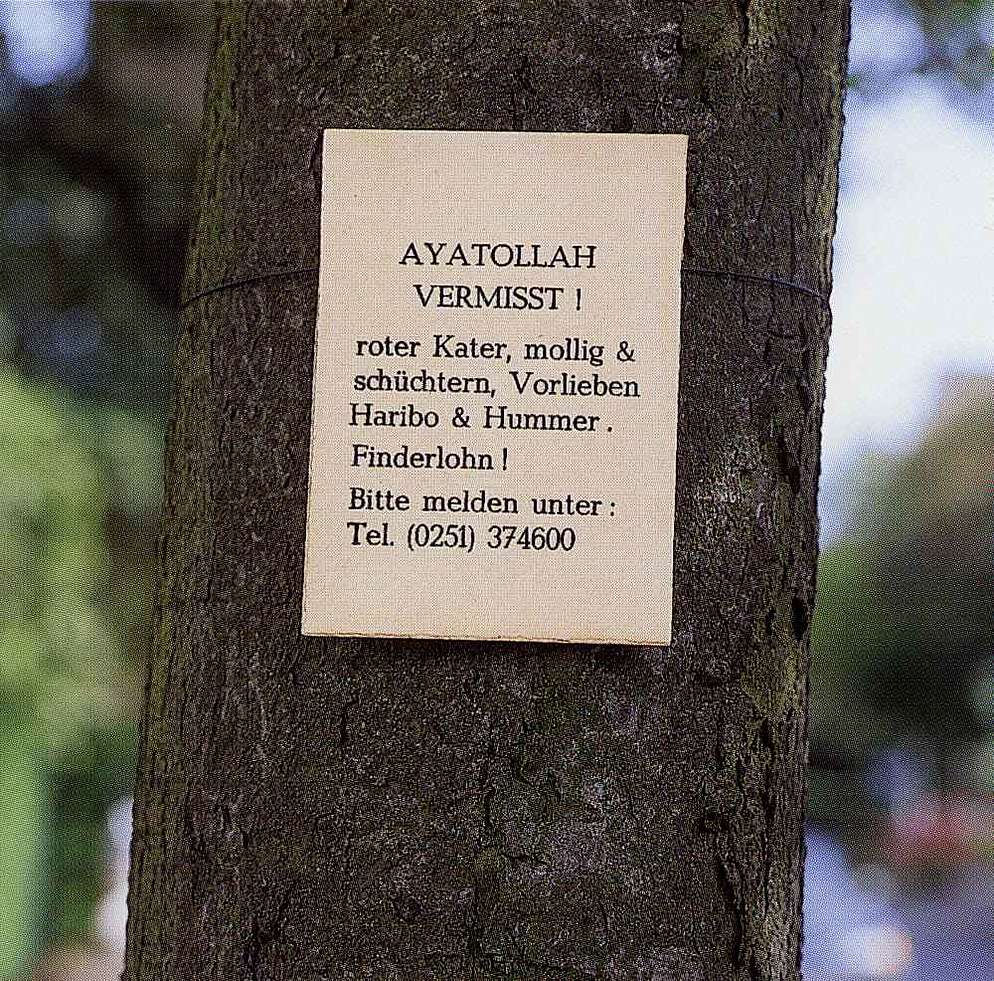 AYATOLLAH
VERMISST !
roter Kater, mollig &
schüchtern, Vorlieben
Haribo & Hummer .
Finderlohn !
Bitte melden unter :
Tel. (0251) 374600